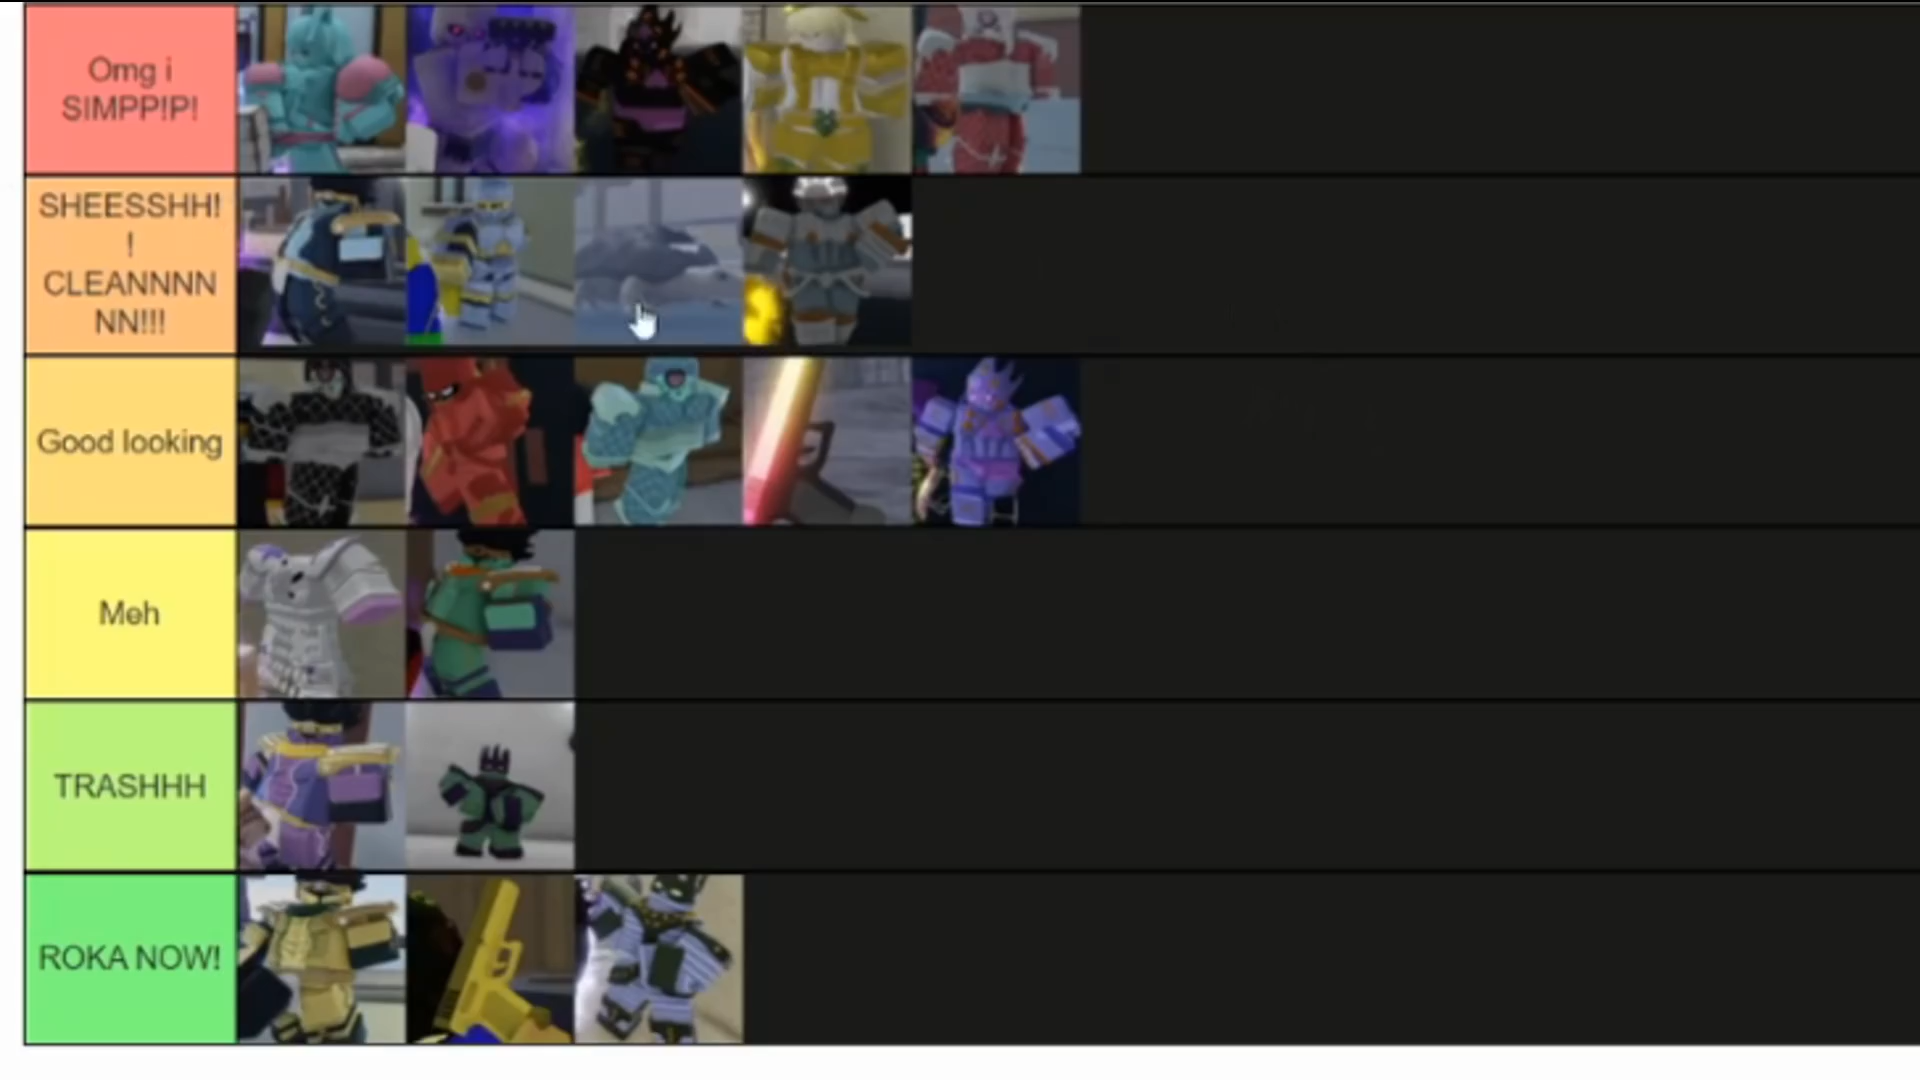 Omg i
SIMPP!P!
SHEESSHH!
!
CLEANNNN
NN!!!
Good looking
Meh
TRASHHH
ROKA NOW!